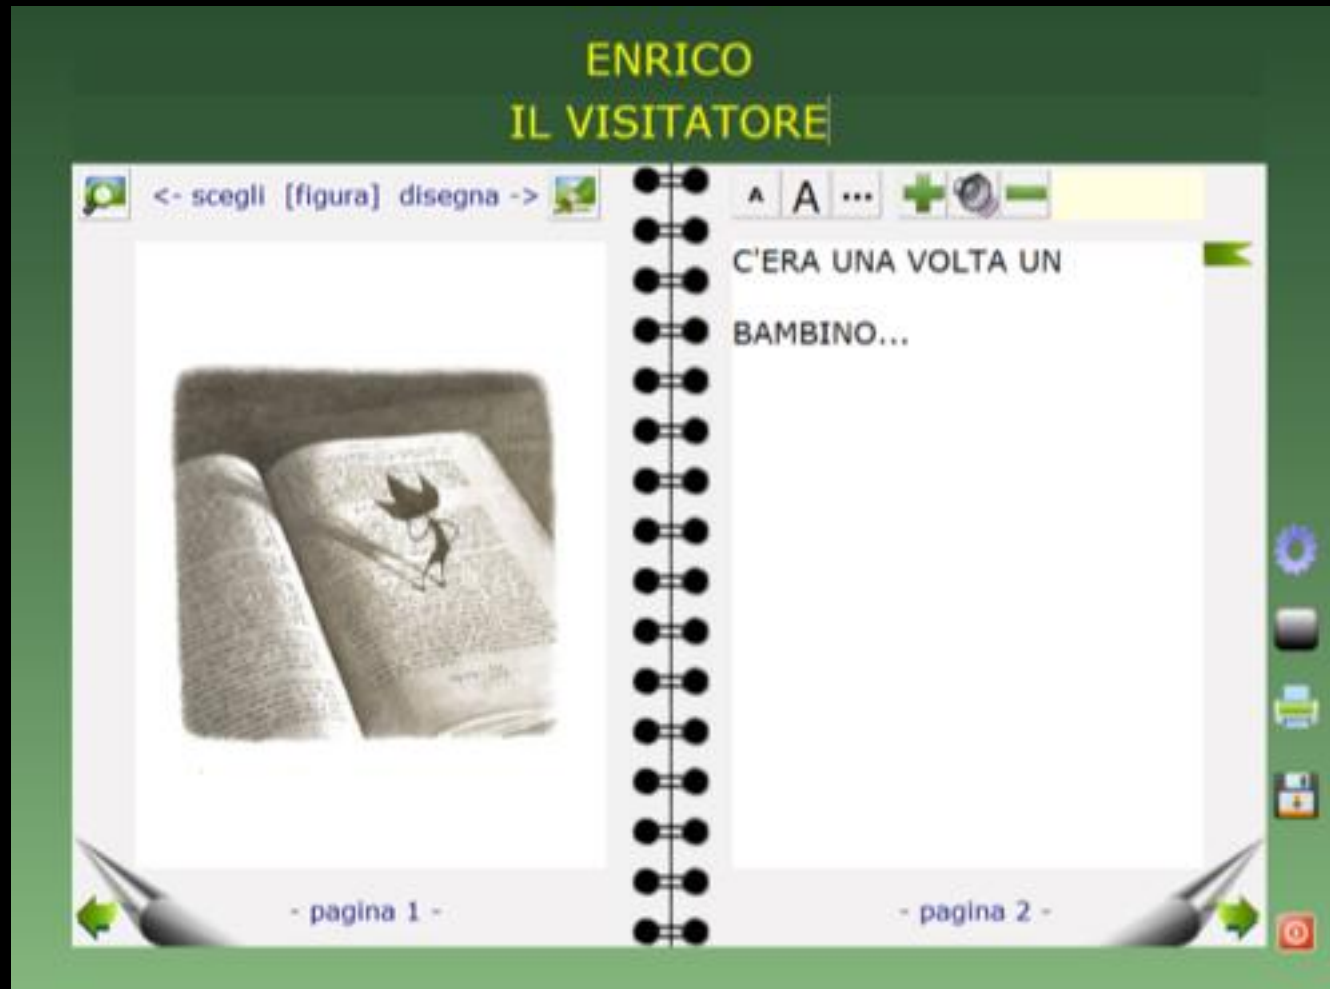 ENRICO
IL VISITATORE
<- scegli [figura] disegna ->
A A ...
C'ERA UNA VOLTA UN
BAMBINO...
- pagina 1 -
- pagina 2 -